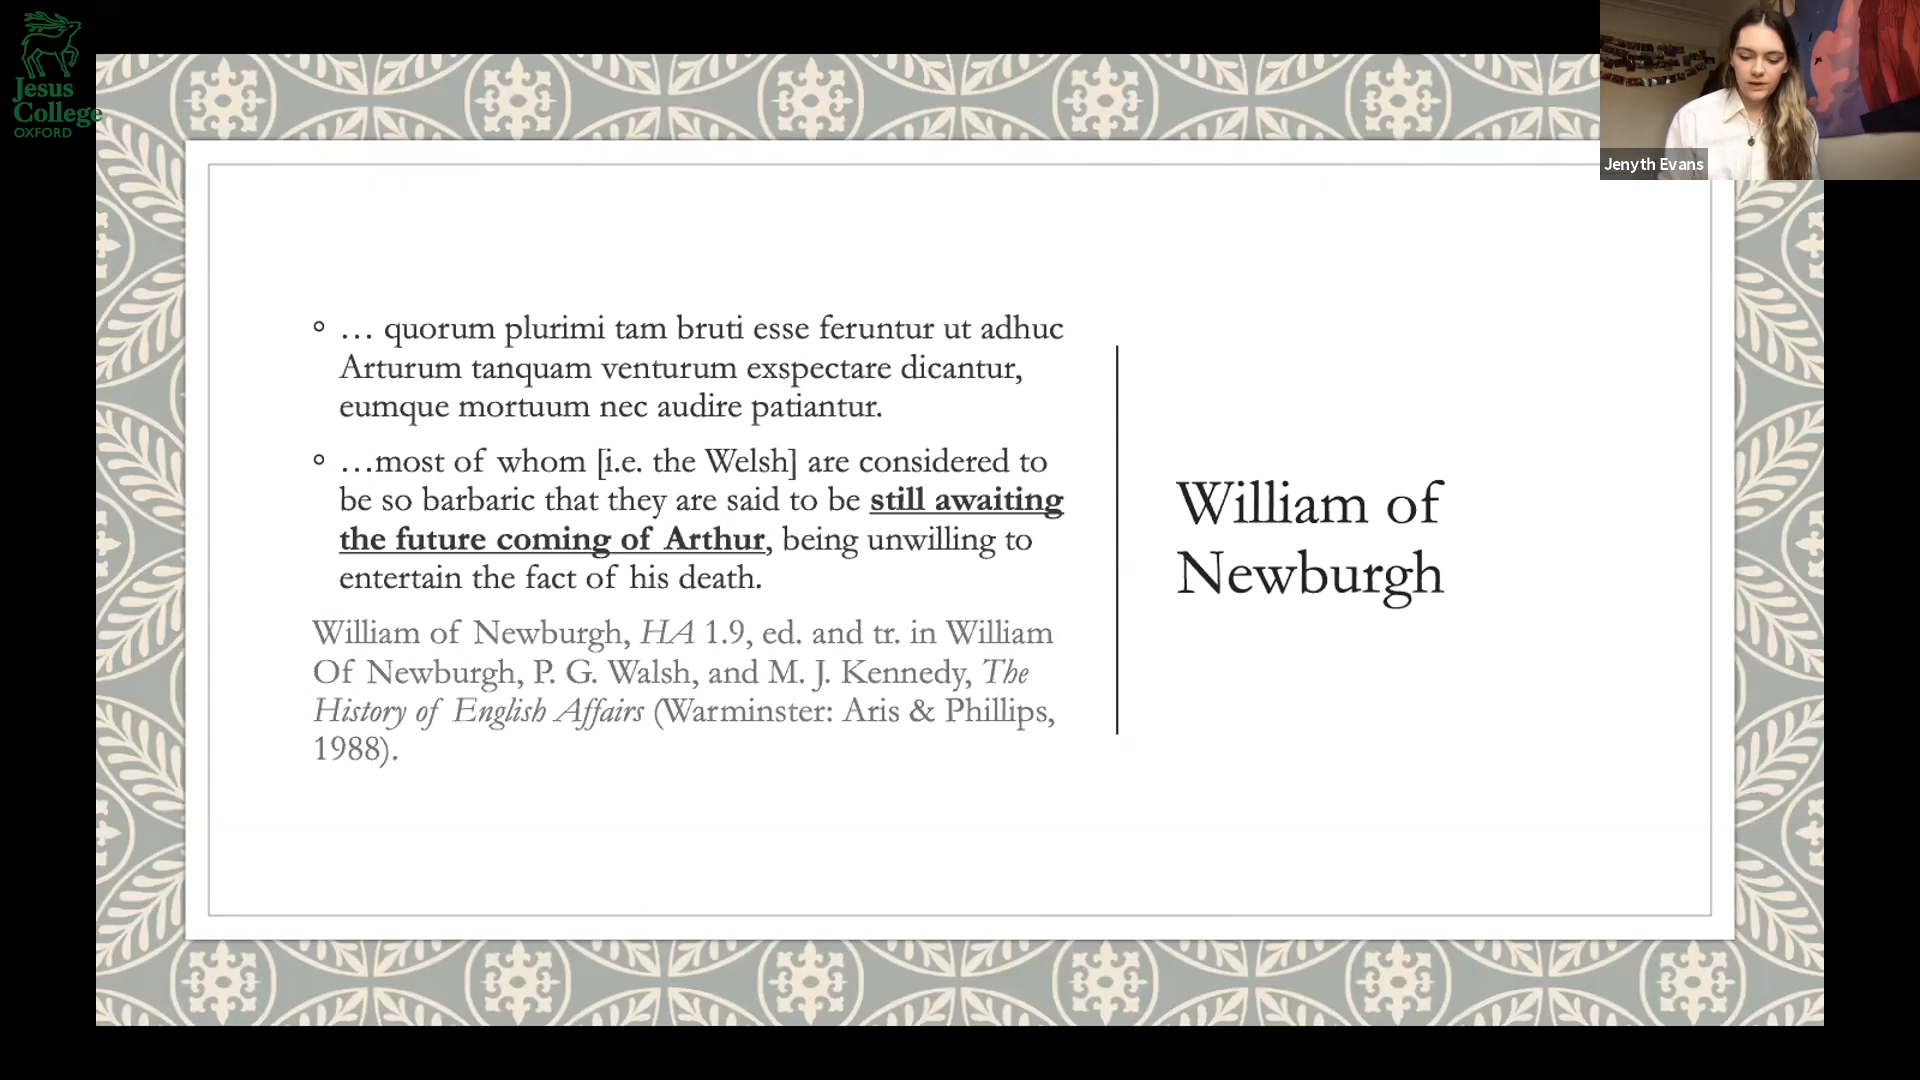 Jesus
College
OXFORD
Jenyth Evans
… quorum plurimi tam bruti esse feruntur ut adhuc
Arturum tanquam venturum exspectare dicantur,
eumque mortuum nec audire patiantur.
…most of whom [i.e. the Welsh] are considered to
be so barbaric that they are said to be still awaiting
the future coming of Arthur, being unwilling to
entertain the fact of his death.
William of Newburgh, HA 1.9, ed. and tr. in William
Of Newburgh, P. G. Walsh, and M. J. Kennedy, The
History of English Affairs (Warminster: Aris & Phillips,
1988).
William of
Newburgh